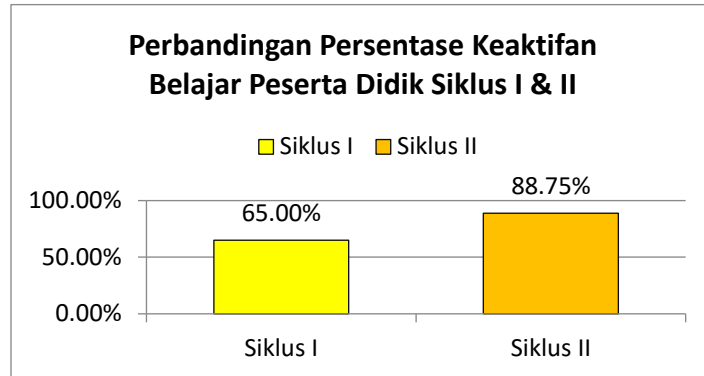 Perbandingan Persentase Keaktifan
Belajar Peserta Didik Siklus I & II
Siklus I Siklus II
100.00%
50.00%
0.00%
65.00%
88.75%
Siklus I
Siklus II